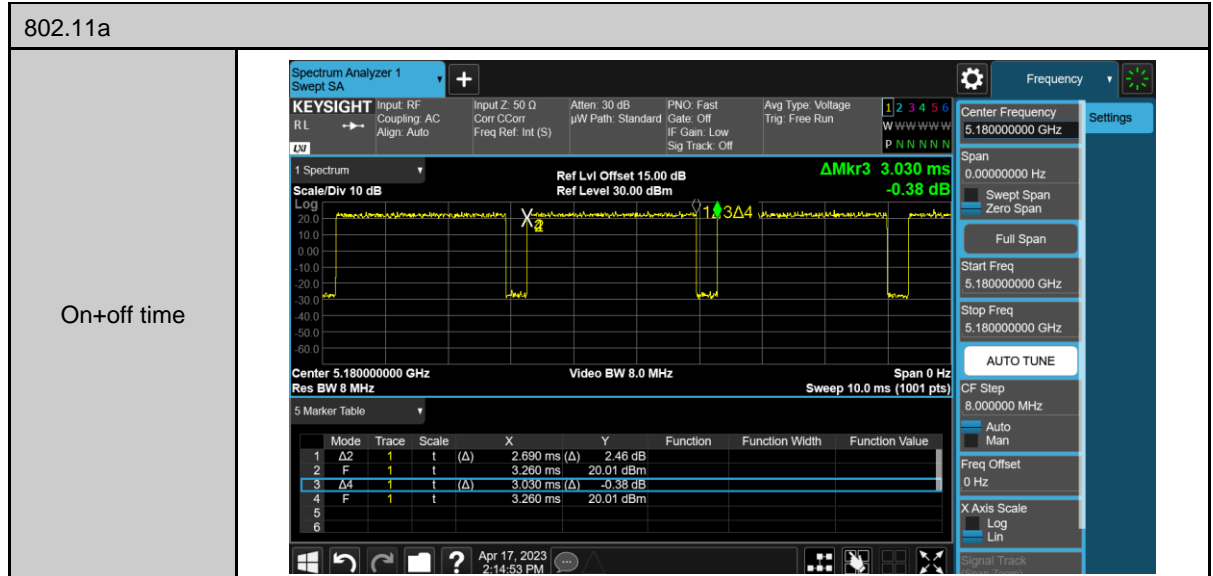 802.11a
On+off time
Spectrum Analyzer 1
Swept SA
Frequency
KEYSIGHT
RL
LXI
Input: RF
Coupling: AC
Align: Auto
Input Z: 50 Ω
Corr CCorr
Freq Ref: Int (S)
Atten: 30 dB
µW Path: Standard
PNO: Fast
Gate: Off
IF Gain: Low
Sig Track: Off
Avg Type: Voltage
Trig: Free Run
1 2 3 4 5 6
W W W W W W
P N N N N N
1 Spectrum
Scale/Div 10 dB
Ref Lvl Offset 15.00 dB
Ref Level 30.00 dBm
ΔMkr3 3.030 ms
-0.38 dB
Log
20.0
10.0
0.00
-10.0
-20.0
-30.0
-40.0
-50.0
-60.0
3Δ4
Center 5.180000000 GHz
Res BW 8 MHz
Video BW 8.0 MHz
Span 0 Hz
Sweep 10.0 ms (1001 pts)
5 Marker Table
Mode Trace Scale X Y Function Function Width Function Value
1 Δ2 1 t (Δ) 2.690 ms (Δ) 2.46 dB
2 F 1 t 3.260 ms 20.01 dBm
3 Δ4 1 t (Δ) 3.030 ms (Δ) -0.38 dB
4 F 1 t 3.260 ms 20.01 dBm
5
6
?
Apr 17, 2023
2:14:53 PM
Settings
Center Frequency
5.180000000 GHz
Span
0.00000000 Hz
Swept Span
Zero Span
Full Span
Start Freq
5.180000000 GHz
Stop Freq
5.180000000 GHz
AUTO TUNE
CF Step
8.000000 MHz
Auto
Man
Freq Offset
0 Hz
X Axis Scale
Log
Lin
Signal Track
(Span Zoom)